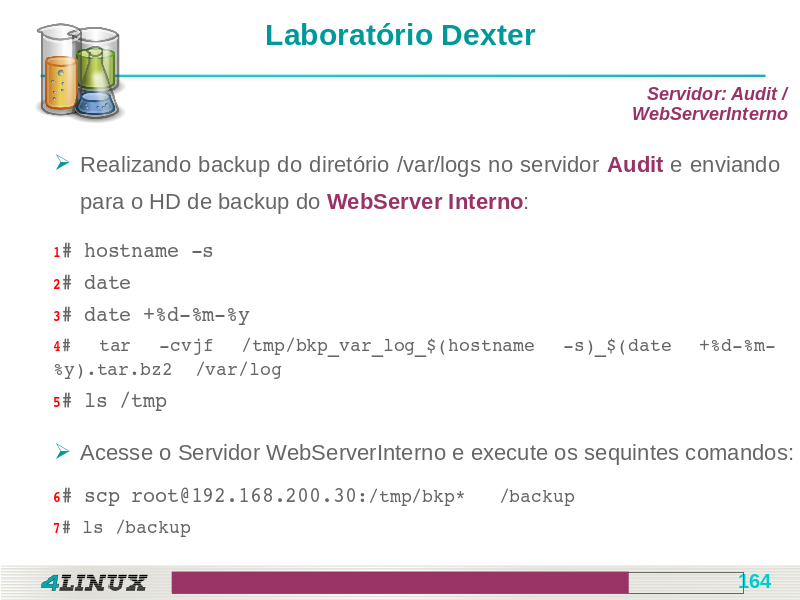 Laboratório Dexter
Servidor: Audit /
WebServerInterno
Realizando backup do diretório /var/logs no servidor Audit e enviando
para o HD de backup do WebServer Interno:
1# hostname -s
2# date
3# date +%d-%m-%y
4# tar -cvjf /tmp/bkp_var_log_$(hostname -s)_$(date +%d-%m-
%y).tar.bz2 /var/log
5# ls /tmp
Acesse o Servidor WebServerInterno e execute os sequintes comandos:
6# scp root@192.168.200.30:/tmp/bkp* /backup
7# ls /backup
4LINUX
164